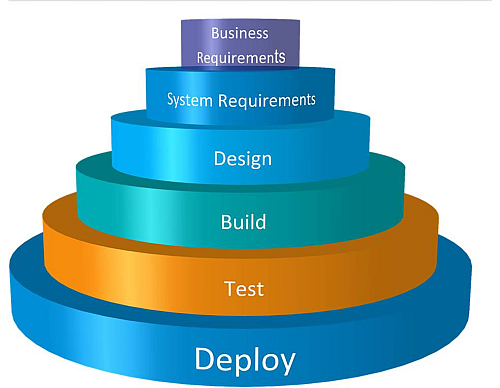 Business
Requirements
System Requirements
Design
Build
Test
Deploy